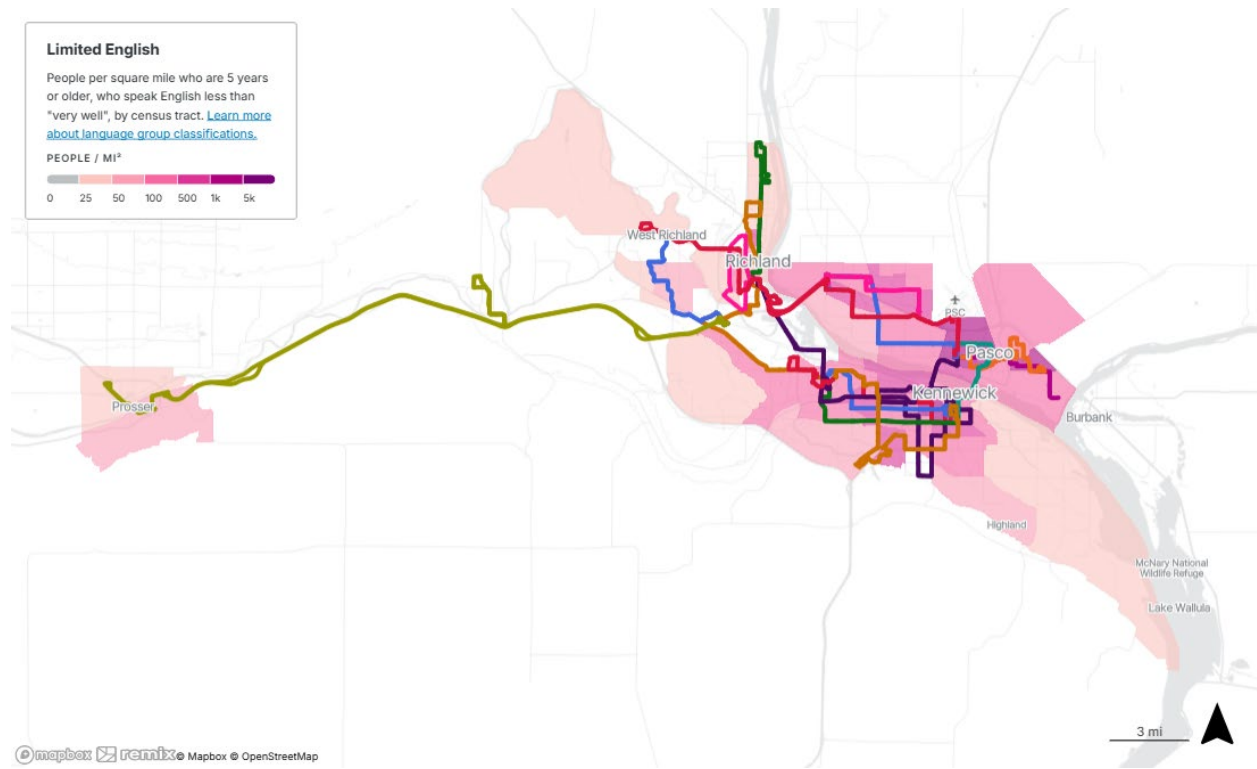 Limited English
People per square mile who are 5 years
or older, who speak English less than
"very well", by census tract. Learn more
about language group classifications.
PEOPLE / MI²
0 25 50 100 500 1k 5k
West Richland
Richland
PSC
Pasco
Kennewick
Prosser
Burbank
Highland
McNary National
Wildlife Refuge
Lake Wallula
3 mi
mapbox remix © Mapbox © OpenStreetMap